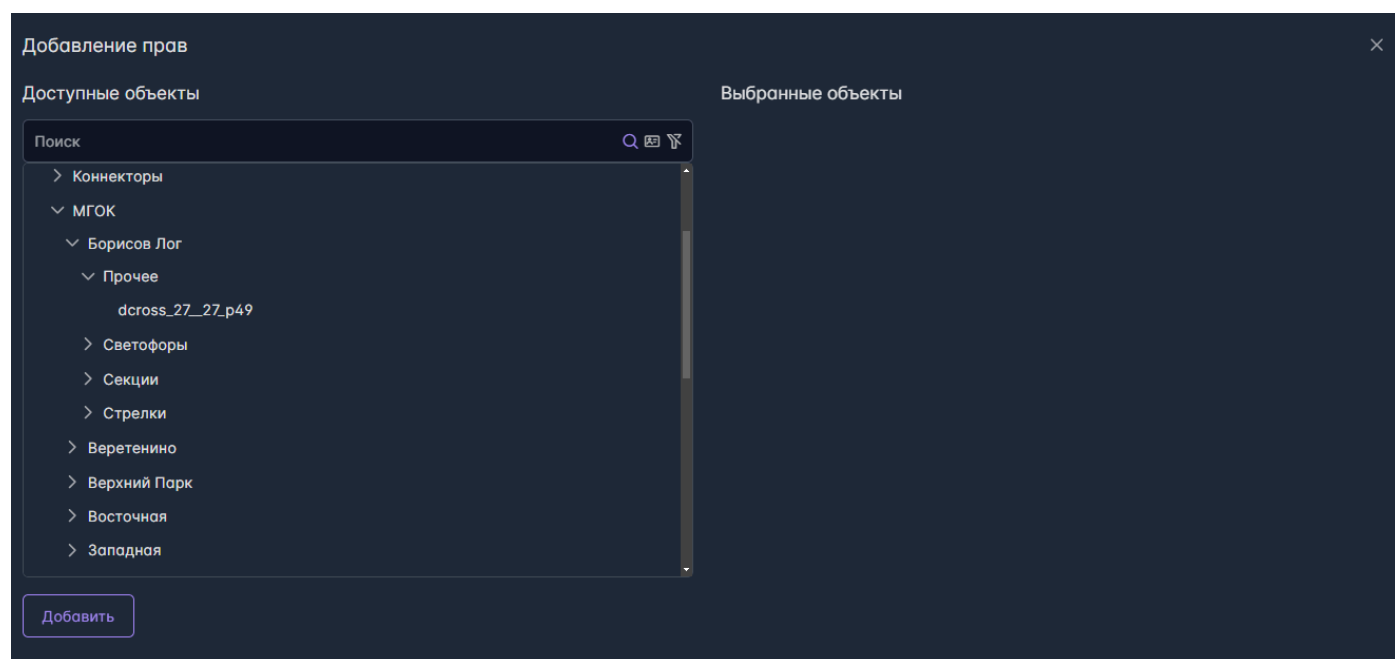 Добавление прав
Доступные объекты
Выбранные объекты
Поиск
Коннекторы
МГОК
Борисов Лог
Прочее
dcross_27__27_p49
Светофоры
Секции
Стрелки
Веретенино
Верхний Парк
Восточная
Западная
Добавить